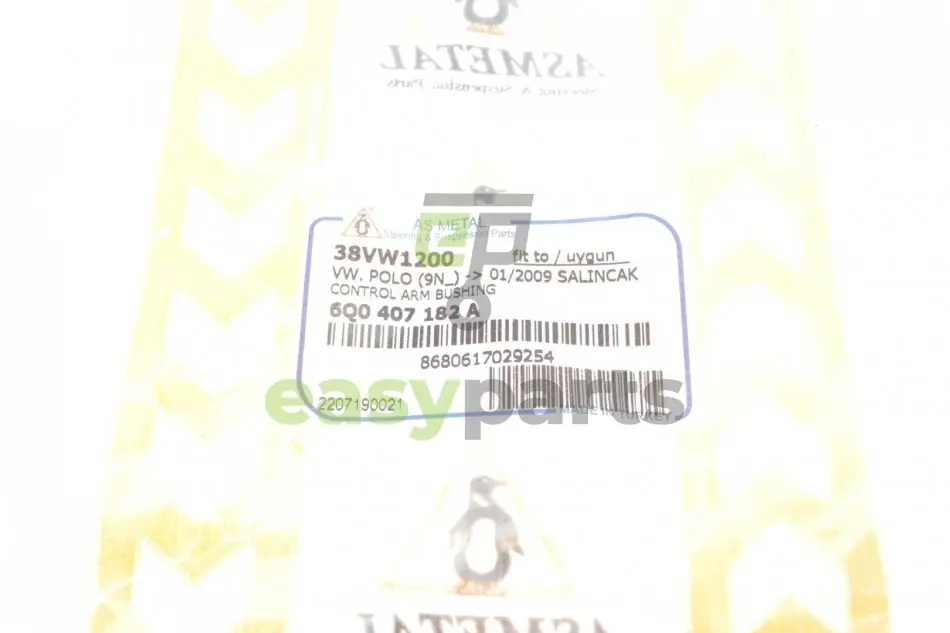 ASMETAL
Steering & Suspension Parts
AS METAL
Steering & Suspension Parts
38VW1200 fit to / uygun
VW. POLO (9N_) -> 01/2009 SALINCAK
CONTROL ARM BUSHING
6Q0 407 182 A
8680617029254
easyparts
2207190021 MADE IN TURKEY
ASMETAL